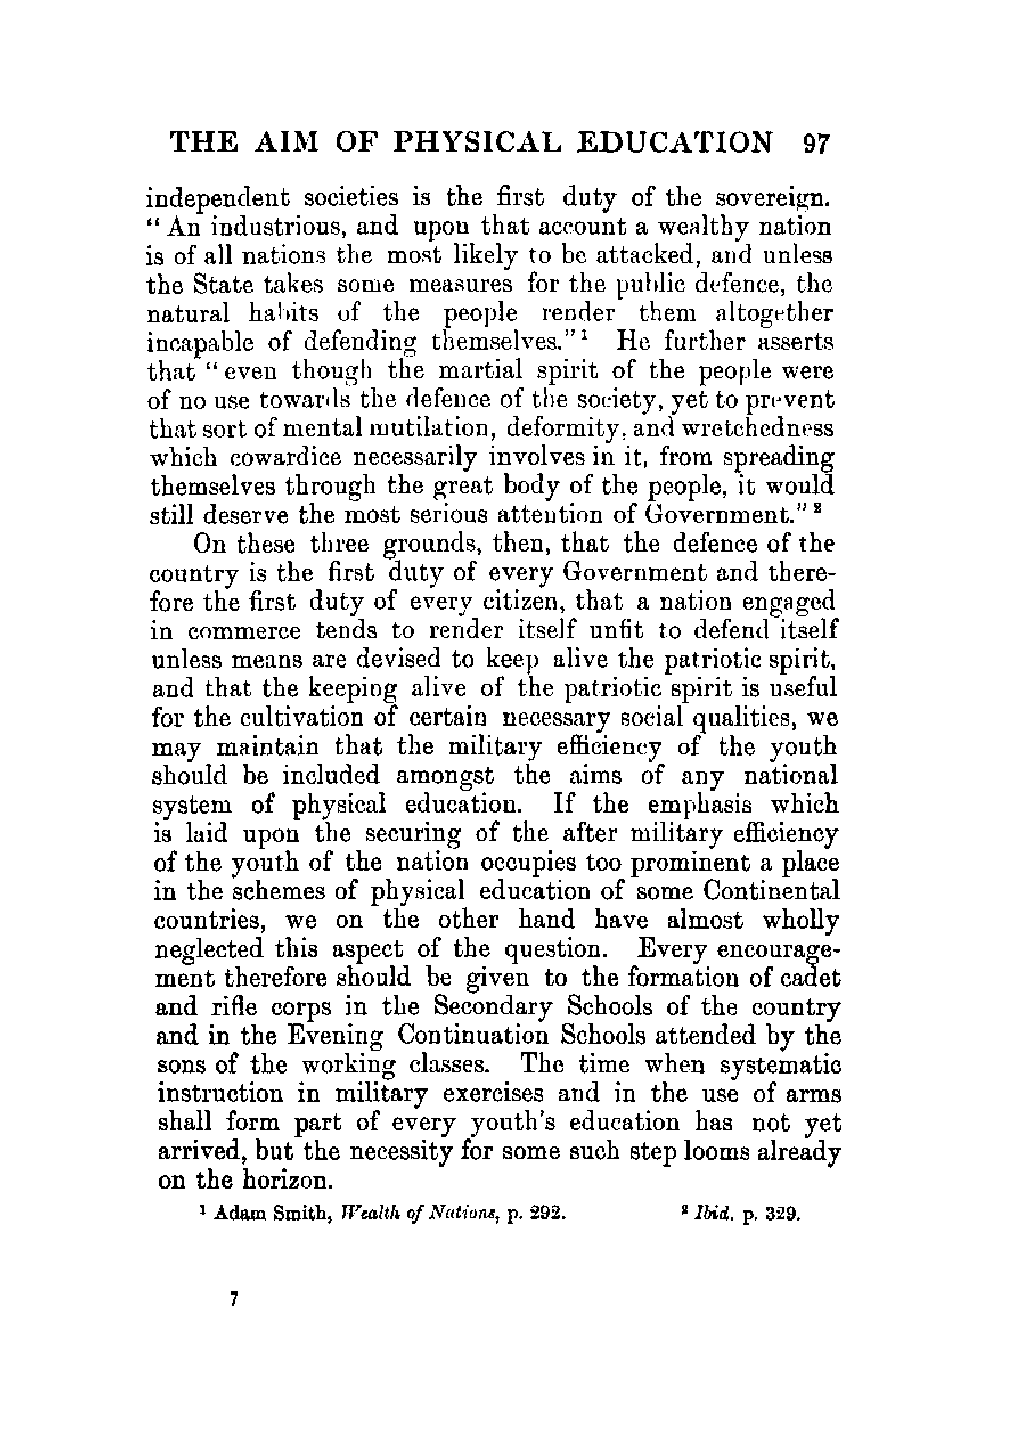 THE AIM OF PHYSICAL EDUCATION 97
independent societies is the first duty of the sovereign.
“An industrious, and upon that account a wealthy nation
is of all nations the most likely to be attacked, and unless
the State takes some measures for the public defence, the
natural habits of the people render them altogether
incapable of defending themselves.”¹ He further asserts
that “even though the martial spirit of the people were
of no use towards the defence of the society, yet to prevent
that sort of mental mutilation, deformity, and wretchedness
which cowardice necessarily involves in it, from spreading
themselves through the great body of the people, it would
still deserve the most serious attention of Government.”²
On these three grounds, then, that the defence of the
country is the first duty of every Government and there-
fore the first duty of every citizen, that a nation engaged
in commerce tends to render itself unfit to defend itself
unless means are devised to keep alive the patriotic spirit,
and that the keeping alive of the patriotic spirit is useful
for the cultivation of certain necessary social qualities, we
may maintain that the military efficiency of the youth
should be included amongst the aims of any national
system of physical education. If the emphasis which
is laid upon the securing of the after military efficiency
of the youth of the nation occupies too prominent a place
in the schemes of physical education of some Continental
countries, we on the other hand have almost wholly
neglected this aspect of the question. Every encourage-
ment therefore should be given to the formation of cadet
and rifle corps in the Secondary Schools of the country
and in the Evening Continuation Schools attended by the
sons of the working classes. The time when systematic
instruction in military exercises and in the use of arms
shall form part of every youth's education has not yet
arrived, but the necessity for some such step looms already
on the horizon.
¹ Adam Smith, Wealth of Nations, p. 292. ² Ibid. p. 329.
7